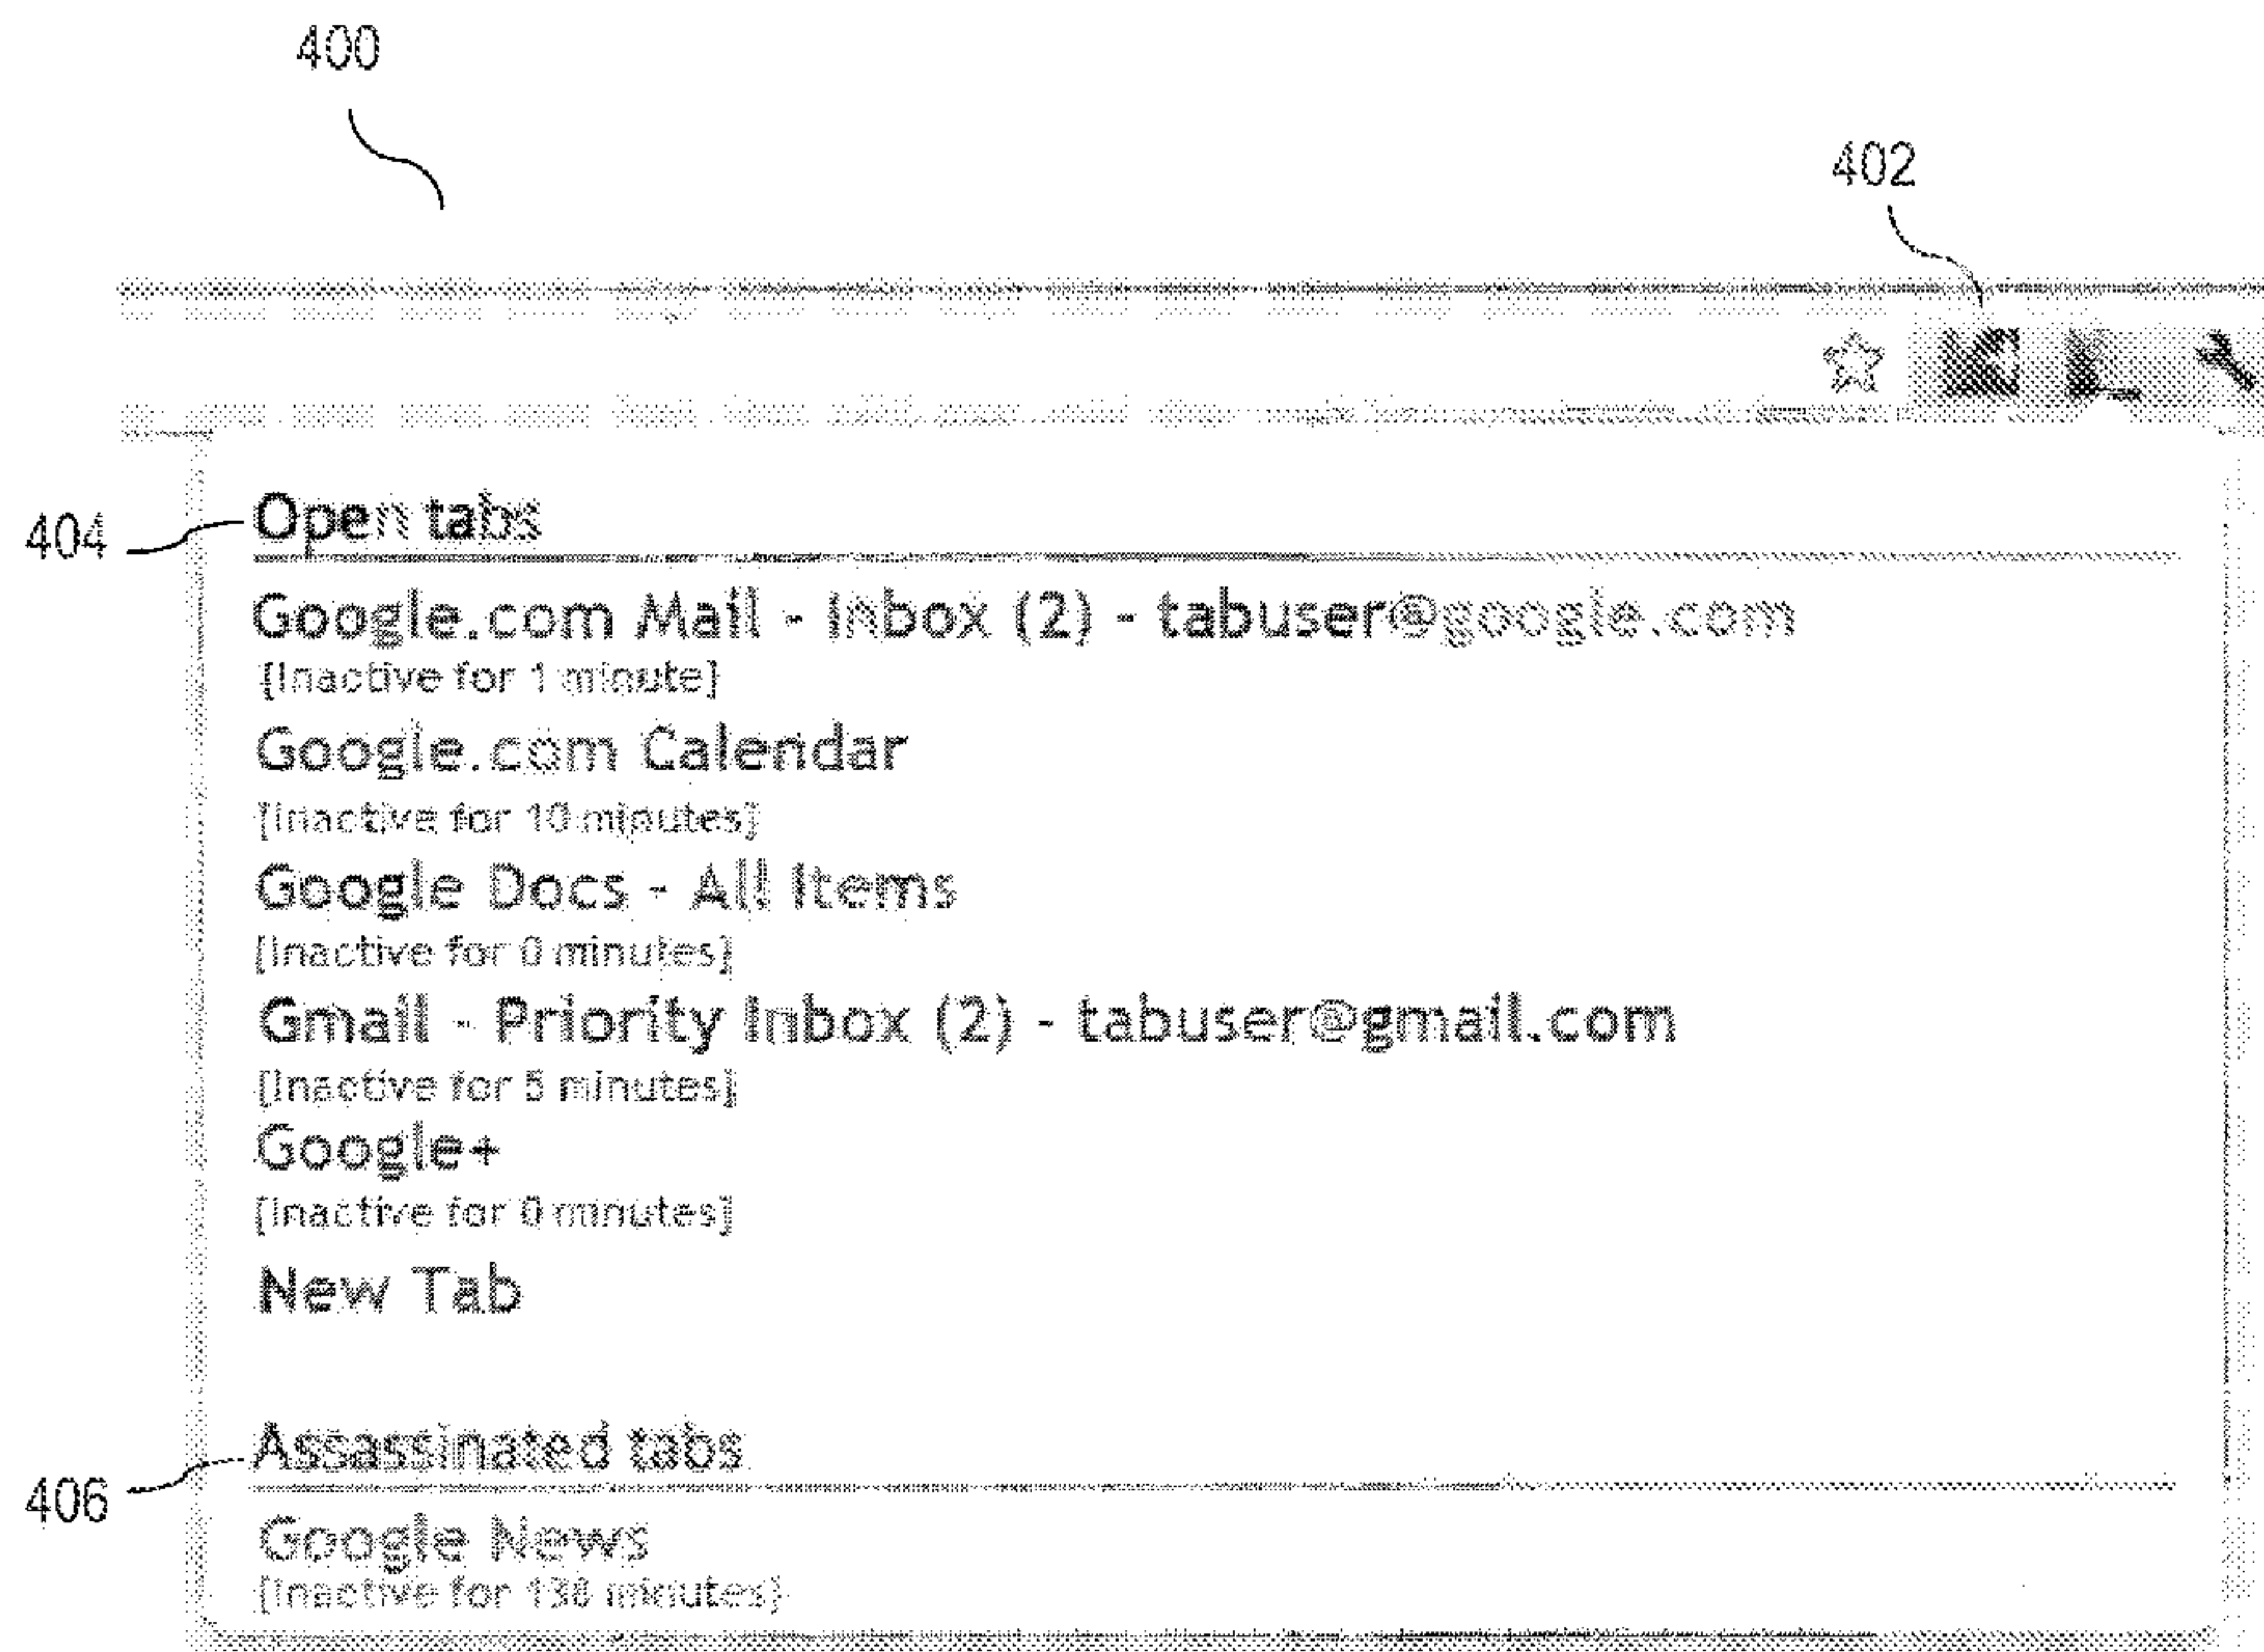 400
402
404
Open tabs
Google.com Mail - Inbox (2) - tabuser@google.com
[Inactive for 1 minute]
Google.com Calendar
[Inactive for 10 minutes]
Google Docs - All Items
[Inactive for 0 minutes]
Gmail - Priority Inbox (2) - tabuser@gmail.com
[Inactive for 5 minutes]
Google+
[Inactive for 0 minutes]
New Tab
406
Assassinated tabs
Google News
[Inactive for minutes]